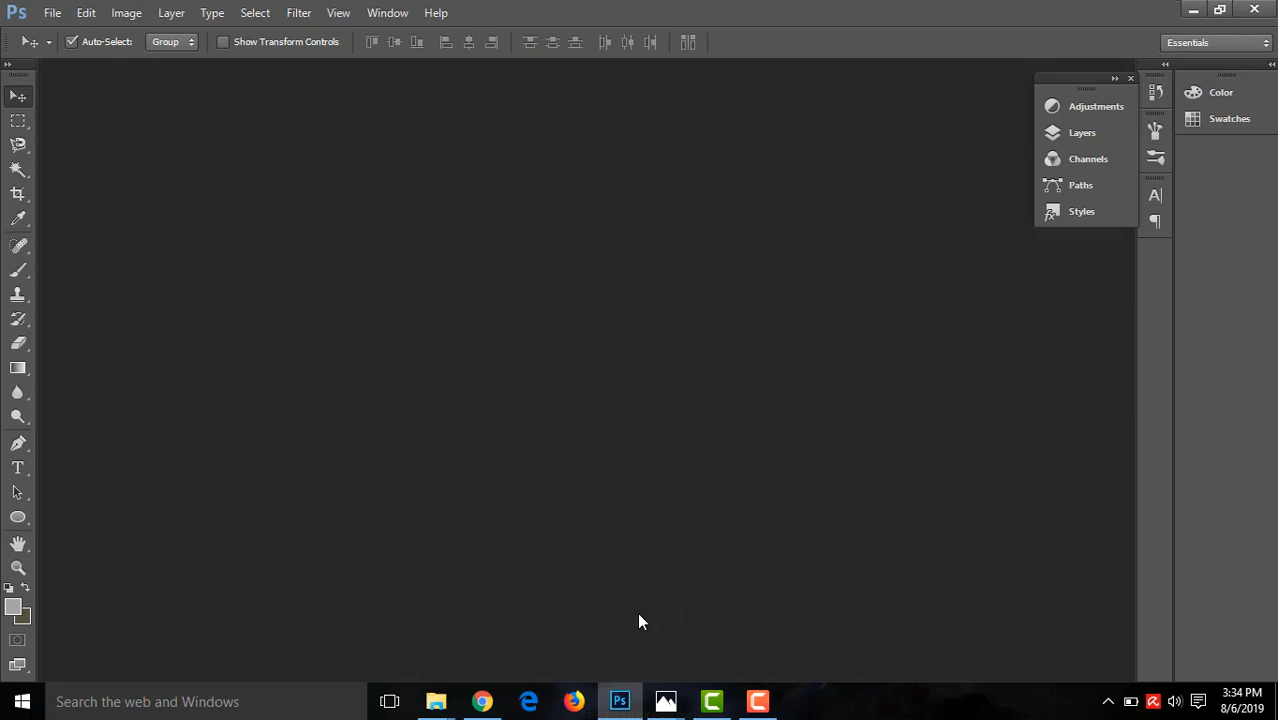 Ps File Edit Image Layer Type Select Filter View Window Help
Auto-Select: Group Show Transform Controls Essentials
Adjustments
Layers
Channels
Paths
Styles
Color
Swatches
Search the web and Windows
Ps
3:34 PM
8/6/2019